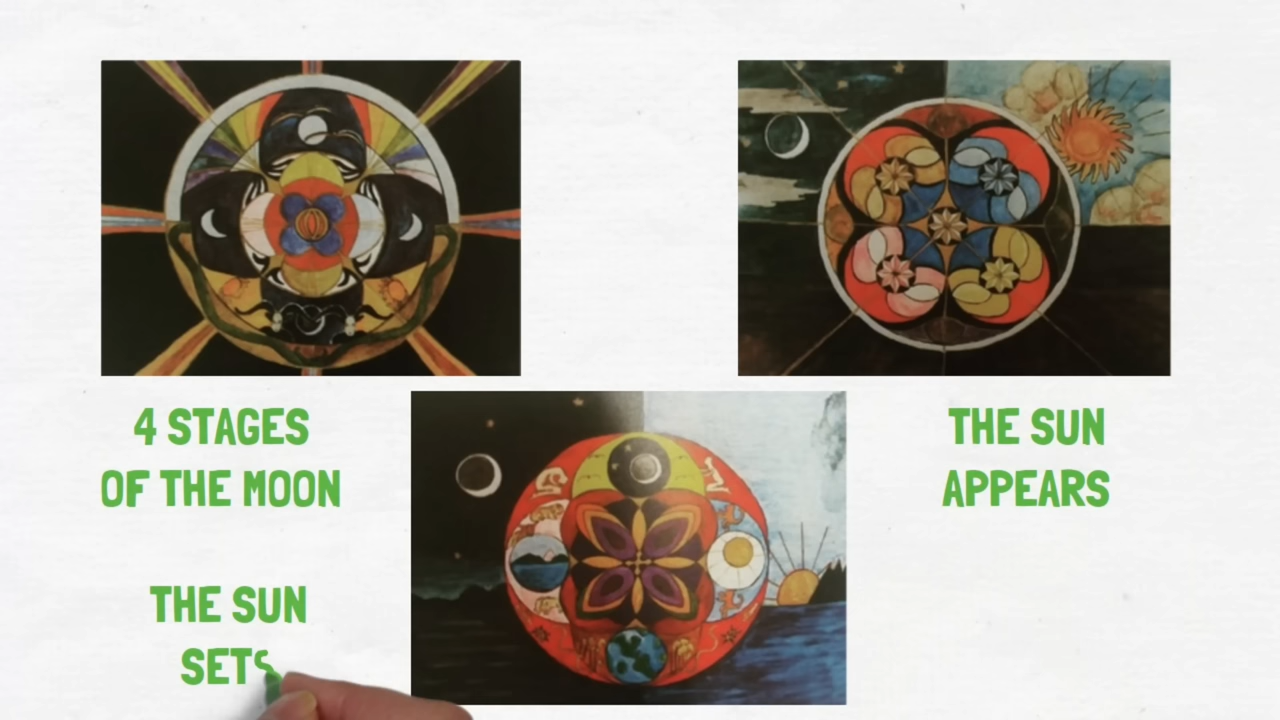 4 STAGES
OF THE MOON
THE SUN
APPEARS
THE SUN
SETS